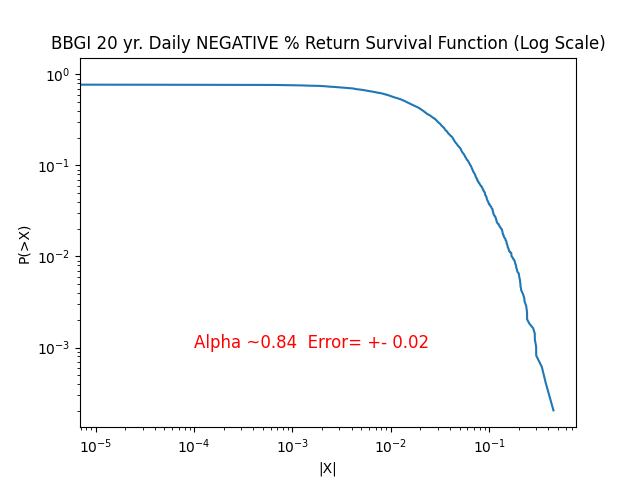 BBGI 20 yr. Daily NEGATIVE % Return Survival Function (Log Scale)
10⁰
10⁻¹
10⁻²
10⁻³
P(>X)
Alpha ~0.84  Error= +- 0.02
10⁻⁵ 10⁻⁴ 10⁻³ 10⁻² 10⁻¹
|X|